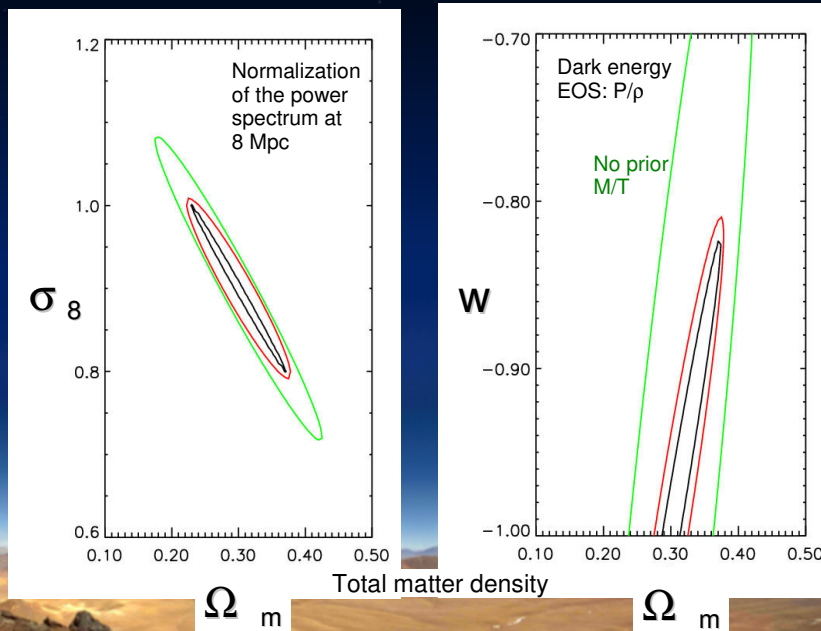 1.2
1.0
0.8
0.6
0.10 0.20 0.30 0.40 0.50
Normalization
of the power
spectrum at
8 Mpc
σ 8
Ω m
−0.70
−0.80
−0.90
−1.00
0.10 0.20 0.30 0.40 0.50
Dark energy
EOS: P/ρ
No prior
M/T
w
Total matter density
Ω m